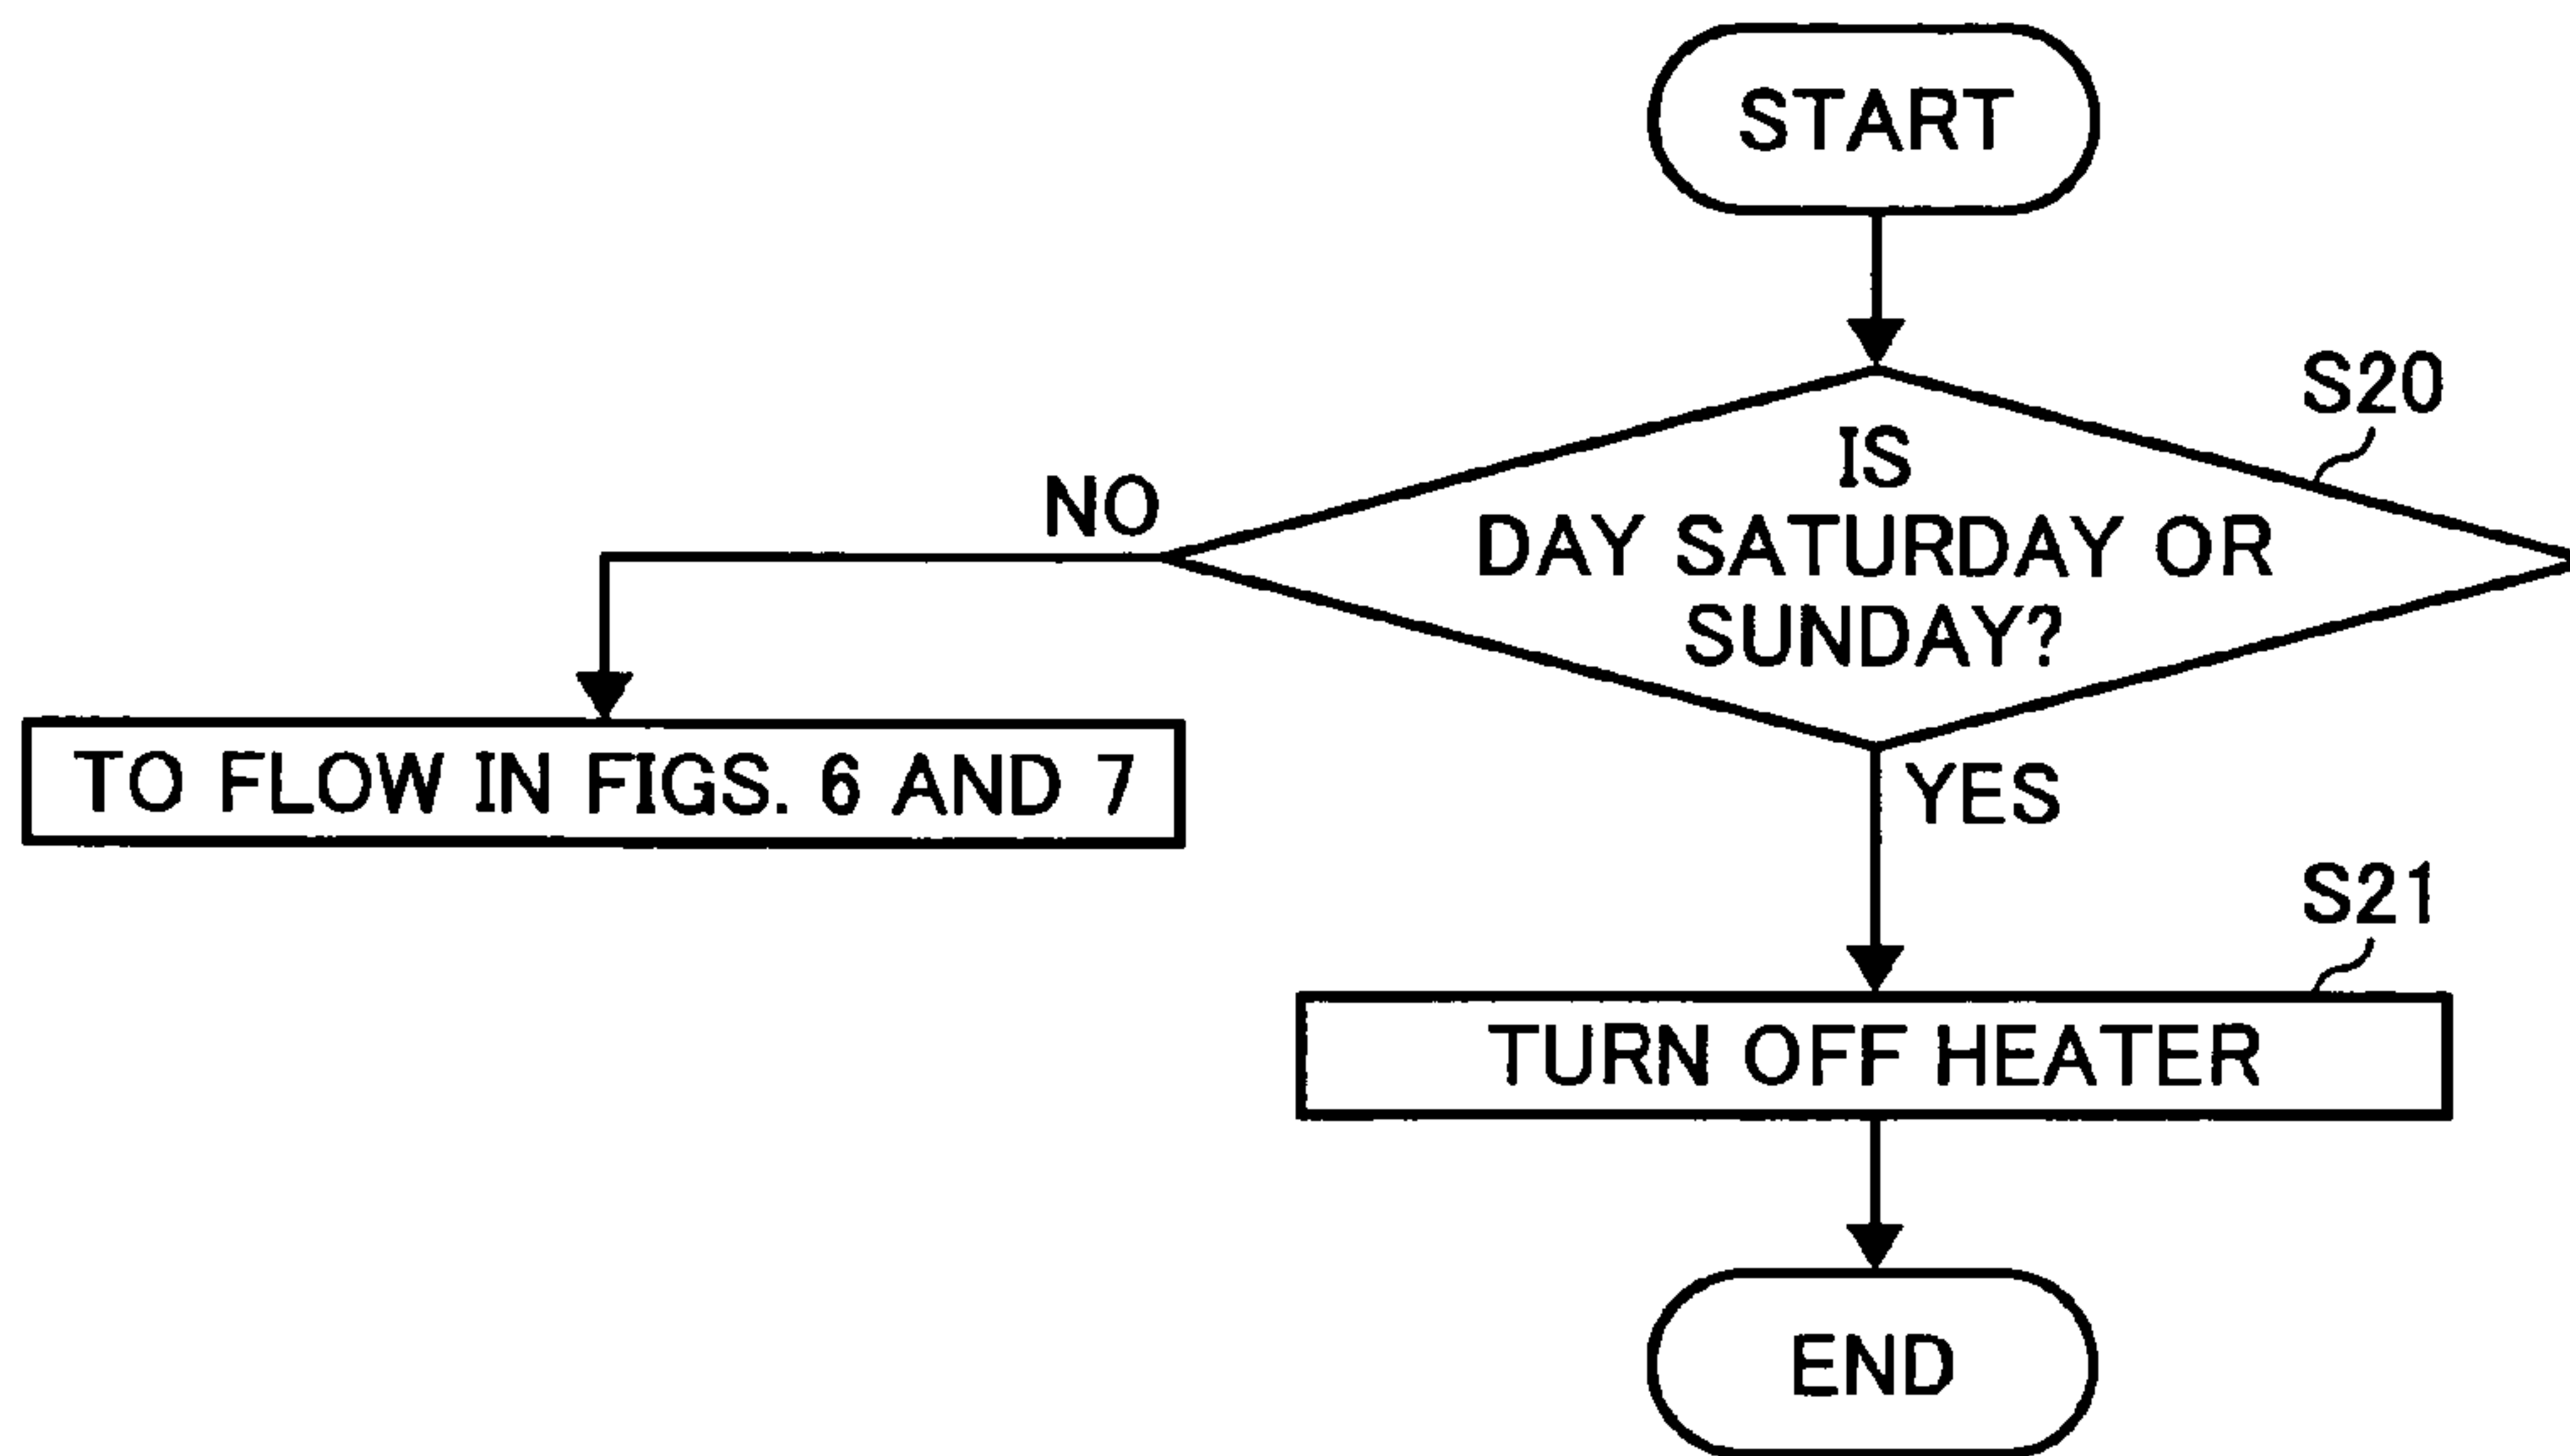 START
S20
IS
DAY SATURDAY OR
SUNDAY?
NO
TO FLOW IN FIGS. 6 AND 7
YES
S21
TURN OFF HEATER
END